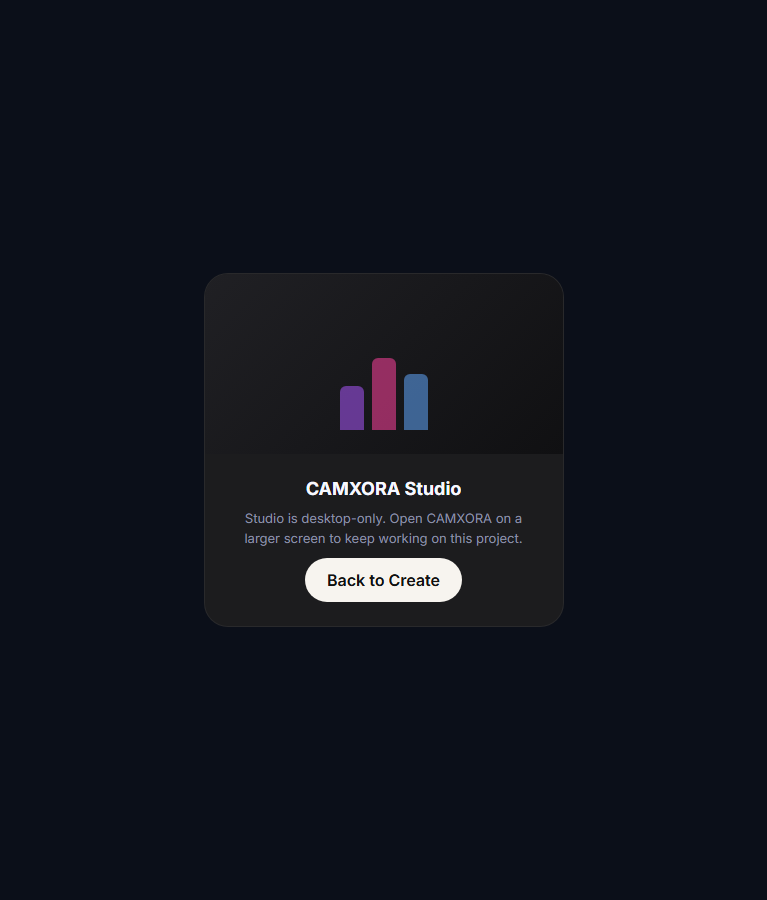 CAMXORA Studio
Studio is desktop-only. Open CAMXORA on a
larger screen to keep working on this project.
Back to Create